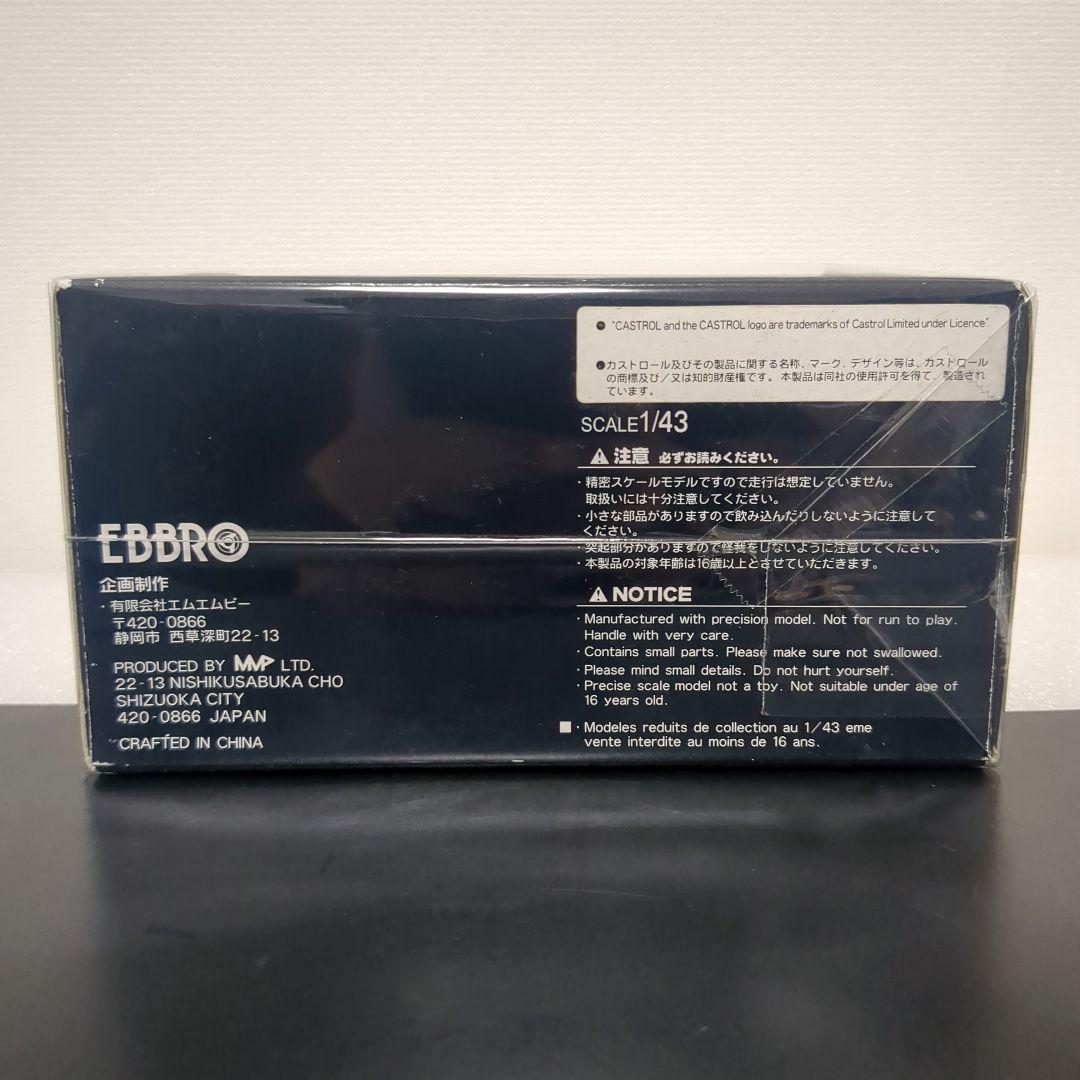 EBBRO
企画制作
・有限会社エムエムピー
〒420-0866
静岡市 西草深町22-13
PRODUCED BY MMP LTD.
22-13 NISHIKUSABUKA CHO
SHIZUOKA CITY
420-0866 JAPAN
CRAFTED IN CHINA
● "CASTROL and the CASTROL logo are trademarks of Castrol Limited under Licence"
●カストロール及びその製品に関する名称、マーク、デザイン等は、カストロール
の商標及び/又は知的財産権です。本製品は同社の使用許可を得て、製造され
ています。
SCALE1/43
注意 必ずお読みください。
・精密スケールモデルですので走行は想定していません。
取扱いには十分注意してください。
・小さな部品がありますので飲み込んだりしないように注意して
ください。
・突起部分がありますので怪我をしないように注意してください。
・本製品の対象年齢は16歳以上とさせていただきます。
NOTICE
・Manufactured with precision model. Not for run to play.
Handle with very care.
・Contains small parts. Please make sure not swallowed.
・Please mind small details. Do not hurt yourself.
・Precise scale model not a toy. Not suitable under age of
16 years old.
■・Modeles reduits de collection au 1/43 eme
vente interdite au moins de 16 ans.